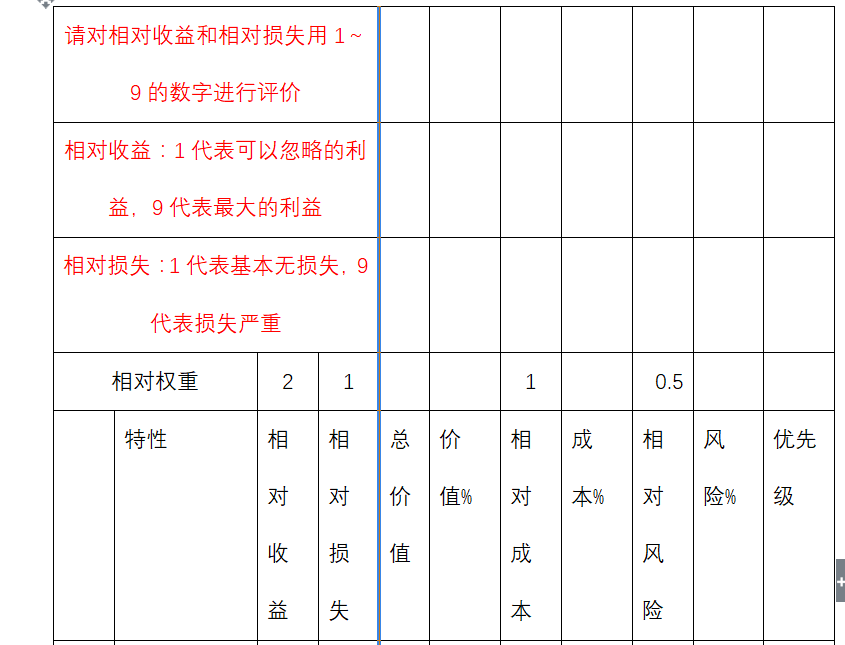 请对相对收益和相对损失用 1~
9 的数字进行评价
相对收益：1 代表可以忽略的利
益，9 代表最大的利益
相对损失：1 代表基本无损失，9
代表损失严重
相对权重 2 1 1 0.5
特性 相 相 总 价 相 成 相 风 优先
对 对 价 值% 对 本% 对 险% 级
收 损 值 成 风
益 失 本 险